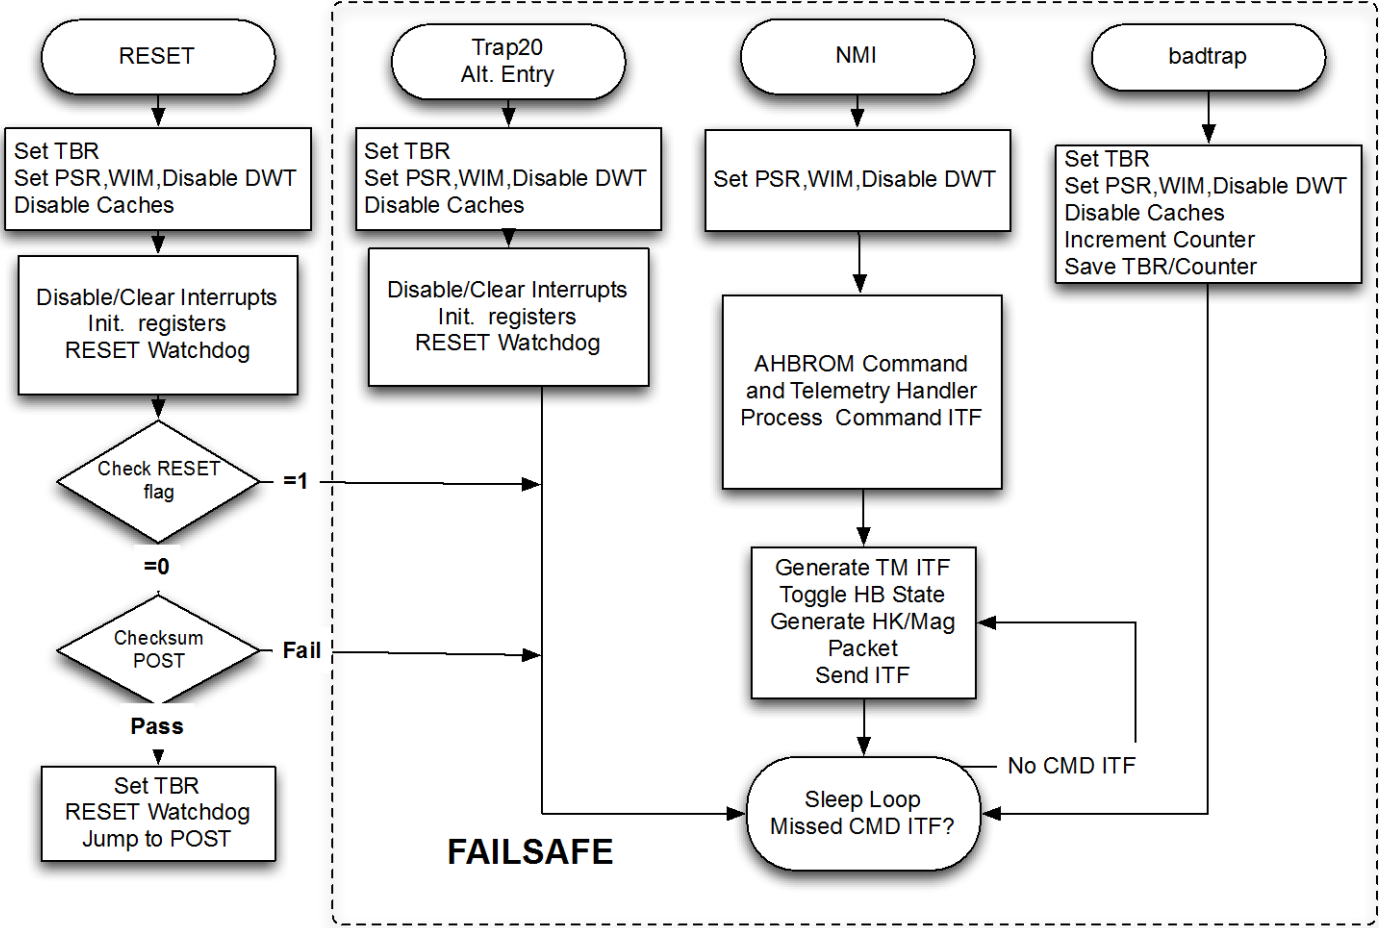 RESET
Set TBR
Set PSR,WIM,Disable DWT
Disable Caches
Disable/Clear Interrupts
Init.  registers
RESET Watchdog
Check RESET
flag
=1
=0
Checksum
POST
Fail
Pass
Set TBR
RESET Watchdog
Jump to POST
Trap20
Alt. Entry
Set TBR
Set PSR,WIM,Disable DWT
Disable Caches
Disable/Clear Interrupts
Init.  registers
RESET Watchdog
FAILSAFE
NMI
Set PSR,WIM,Disable DWT
AHBROM Command
and Telemetry Handler
Process  Command ITF
Generate TM ITF
Toggle HB State
Generate HK/Mag
Packet
Send ITF
No CMD ITF
Sleep Loop
Missed CMD ITF?
badtrap
Set TBR
Set PSR,WIM,Disable DWT
Disable Caches
Increment Counter
Save TBR/Counter